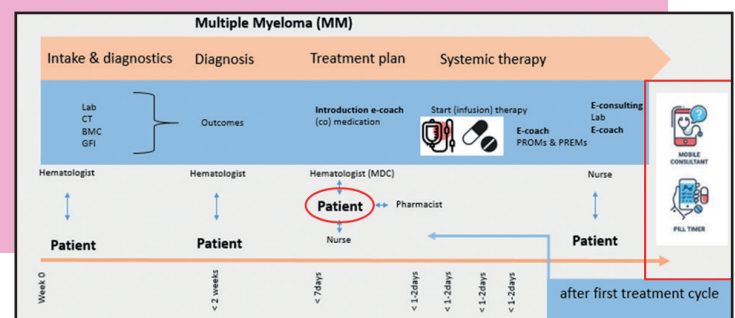 Multiple Myeloma (MM)
Intake & diagnostics
Diagnosis
Treatment plan
Systemic therapy
Lab
CT
BMC
GFI
Outcomes
Introduction e-coach
(co) medication
Start (infusion) therapy
E-coach
PROMs & PREMs
E-consulting
Lab
E-coach
MOBILE
CONSULTANT
PILL TIMER
Hematologist
Patient
Hematologist
Patient
Hematologist (MDC)
Patient
Pharmacist
Nurse
Nurse
Patient
Week 0
< 2 weeks
< 7days
< 1-2days
< 1-2days
< 1-2days
< 1-2days
after first treatment cycle